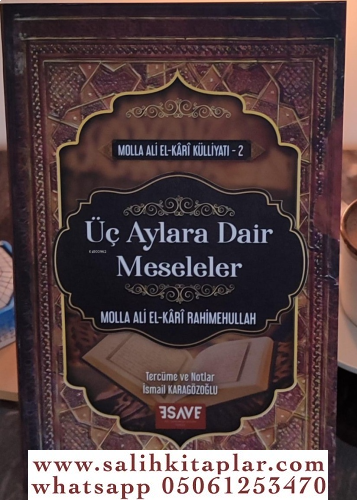 MOLLA ALİ EL-KÂRÎ KÜLLİYATI - 2
Üç Aylara Dair
Meseleler
MOLLA ALİ EL-KÂRÎ RAHİMEHULLAH
Tercüme ve Notlar
İsmail KARAGÖZOĞLU
ESAVE
www.salihkitaplar.com
whatsapp 05061253470